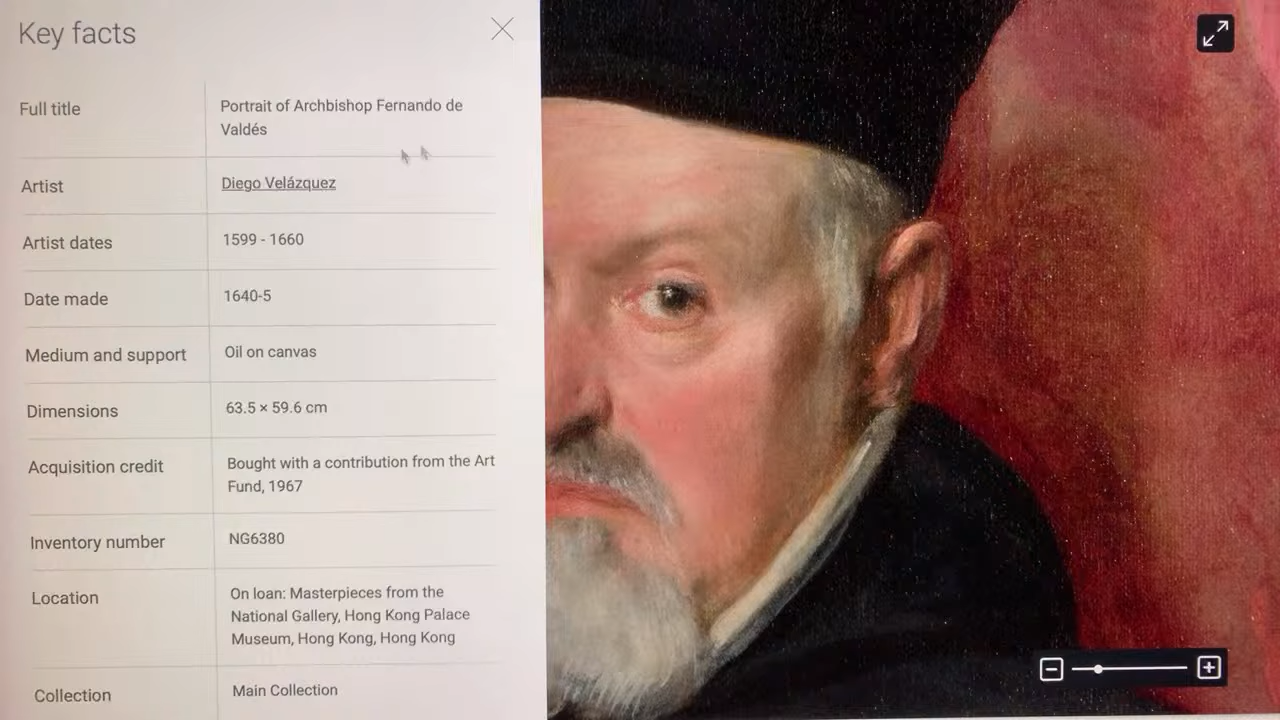 Key facts
Full title
Portrait of Archbishop Fernando de
Valdés
Artist
Diego Velázquez
Artist dates
1599 - 1660
Date made
1640-5
Medium and support
Oil on canvas
Dimensions
63.5 × 59.6 cm
Acquisition credit
Bought with a contribution from the Art
Fund, 1967
Inventory number
NG6380
Location
On loan: Masterpieces from the
National Gallery, Hong Kong Palace
Museum, Hong Kong, Hong Kong
Collection
Main Collection